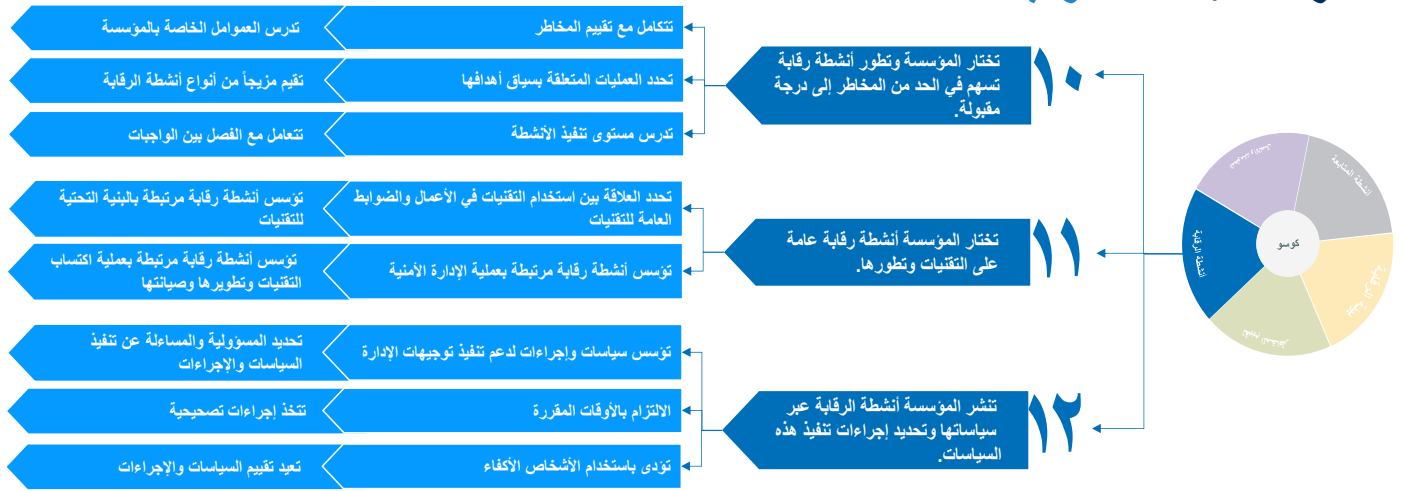 كوسو
أنشطة المتابعة
بيئة الرقابة
تقييم المخاطر
أنشطة الرقابة
١٠
تختار المؤسسة وتطور أنشطة رقابة
تسهم في الحد من المخاطر إلى درجة
مقبولة.
تتكامل مع تقييم المخاطر
تدرس العوامل الخاصة بالمؤسسة
تحدد العمليات المتعلقة بسياق أهدافها
تقيم مزيجاً من أنواع أنشطة الرقابة
تدرس مستوى تنفيذ الأنشطة
تتعامل مع الفصل بين الواجبات
١١
تختار المؤسسة أنشطة رقابة عامة
على التقنيات وتطورها.
تحدد العلاقة بين استخدام التقنيات في الأعمال والضوابط
العامة للتقنيات
تؤسس أنشطة رقابة مرتبطة بالبنية التحتية
للتقنيات
تؤسس أنشطة رقابة مرتبطة بعملية الإدارة الأمنية
تؤسس أنشطة رقابة مرتبطة بعملية اكتساب
التقنيات وتطويرها وصيانتها
١٢
تنشر المؤسسة أنشطة الرقابة عبر
سياساتها وتحديد إجراءات تنفيذ هذه
السياسات.
تؤسس سياسات وإجراءات لدعم تنفيذ توجيهات الإدارة
تحديد المسؤولية والمساءلة عن تنفيذ
السياسات والإجراءات
الالتزام بالأوقات المقررة
تتخذ إجراءات تصحيحية
تؤدى باستخدام الأشخاص الأكفاء
تعيد تقييم السياسات والإجراءات